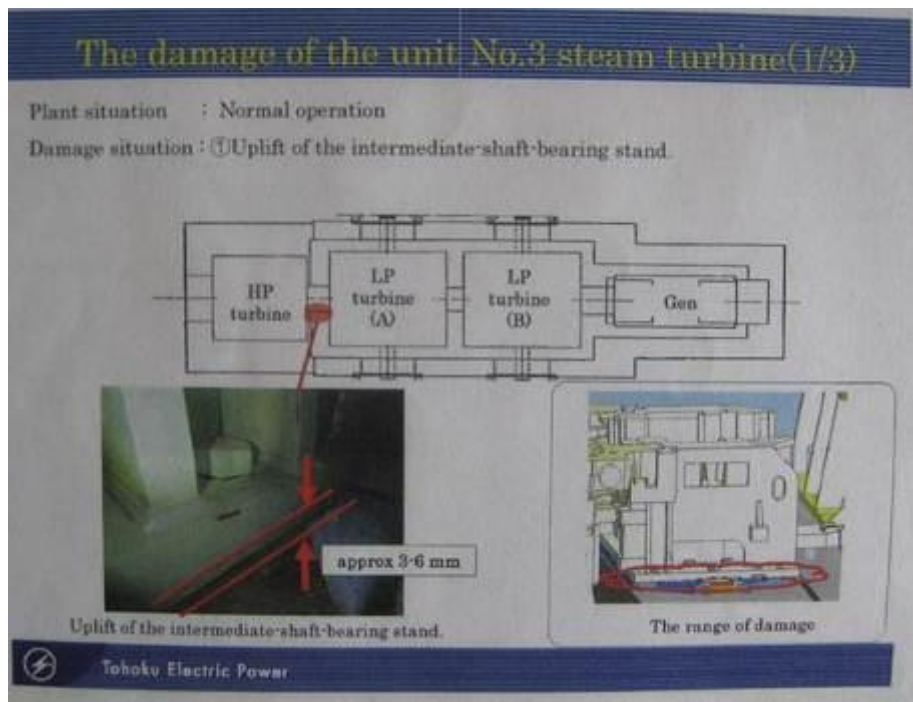 The damage of the unit No.3 steam turbine(1/3)
Plant situation : Normal operation
Damage situation : ①Uplift of the intermediate-shaft-bearing stand.
HP turbine
LP turbine (A)
LP turbine (B)
Gen
approx 3-6 mm
Uplift of the intermediate-shaft-bearing stand.
The range of damage
Tohoku Electric Power